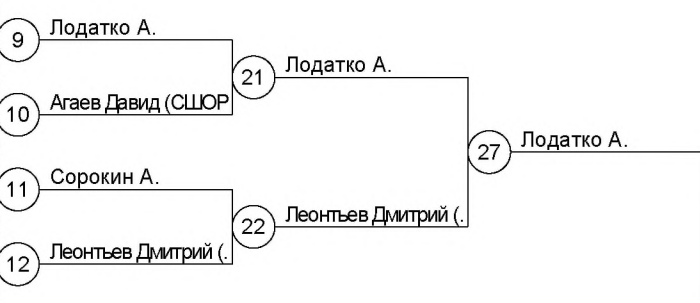 9
Лодатко А.
21
Лодатко А.
10
Агаев Давид (СШОР
27
Лодатко А.
11
Сорокин А.
22
Леонтьев Дмитрий (.
12
Леонтьев Дмитрий (.